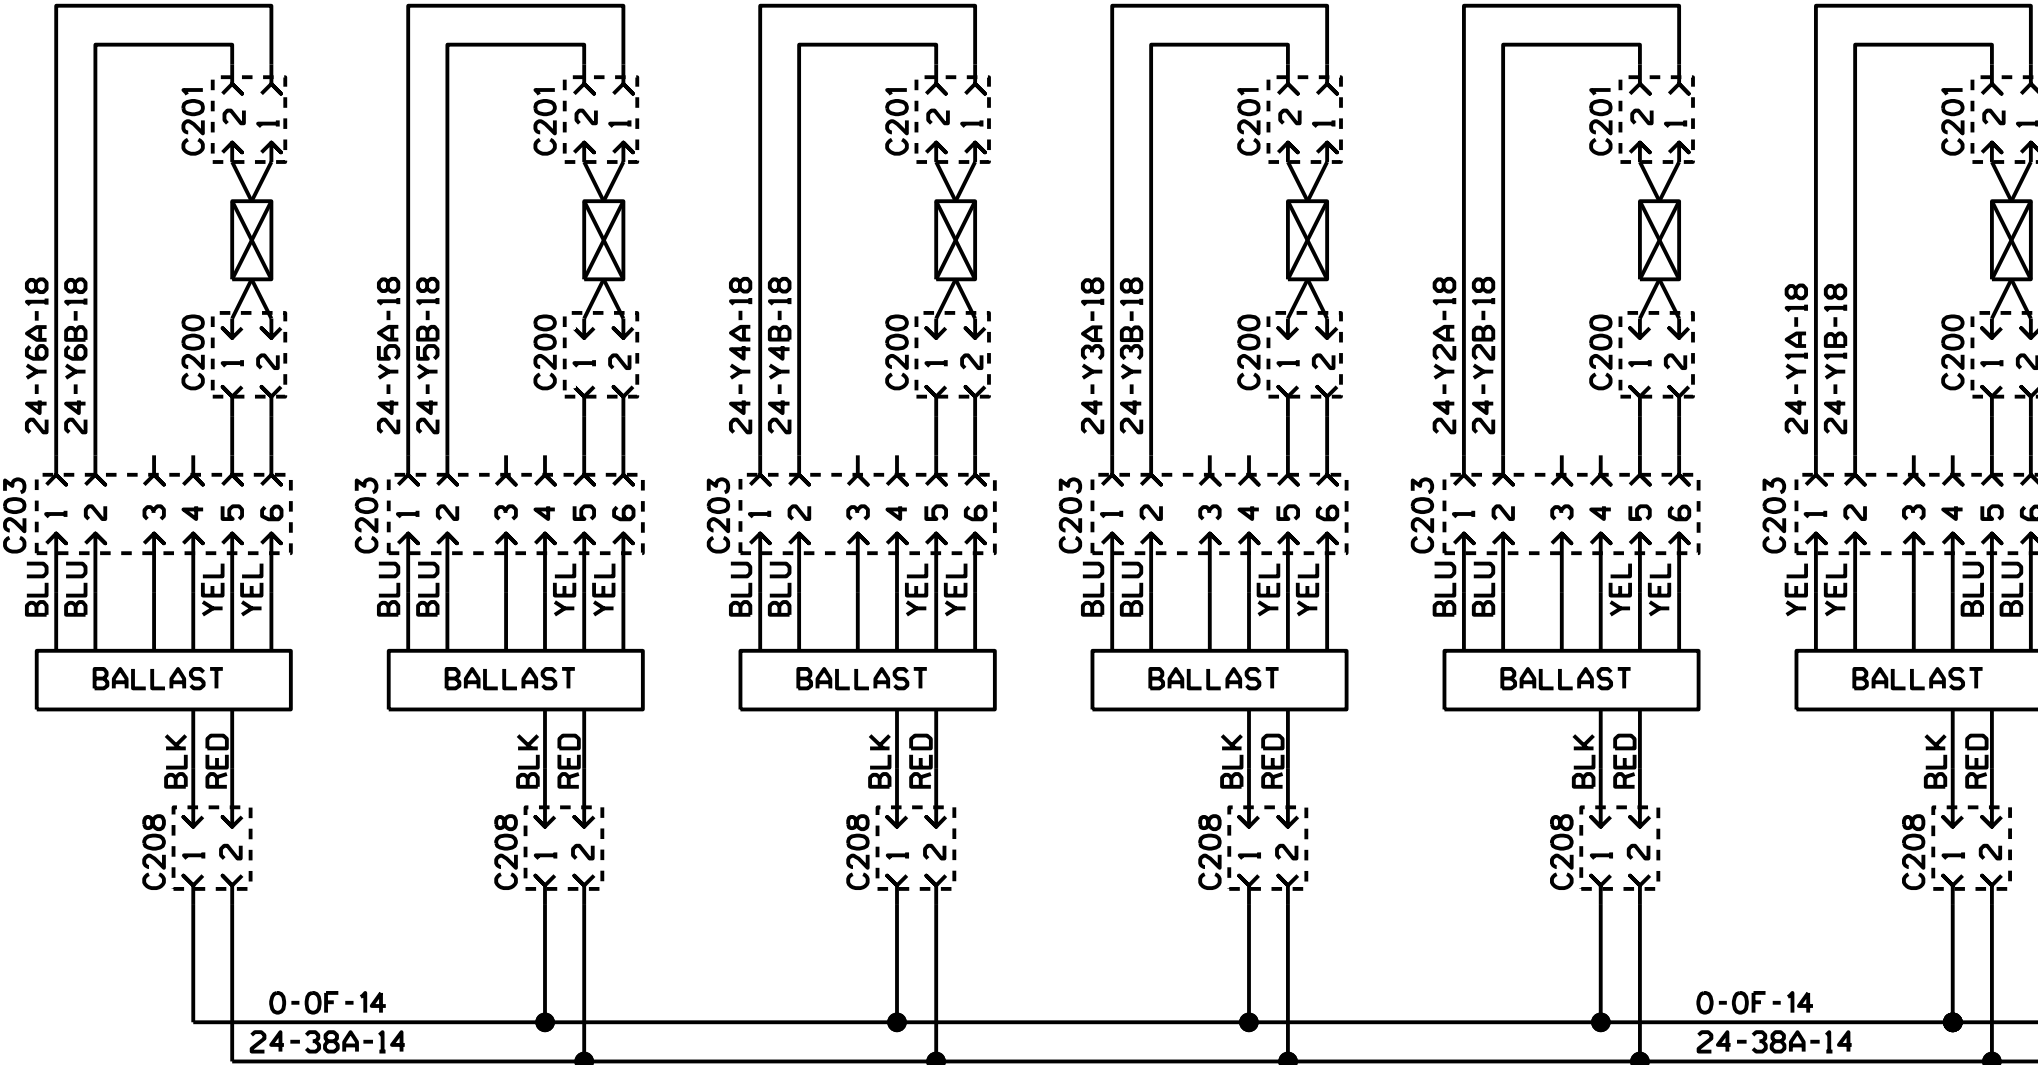 C201 2 1
24-Y6A-18
24-Y6B-18
C200 1 2
C203 1 2 3 4 5 6
BLU BLU YEL YEL
BALLAST
BLK RED
C208 1 2
C201 2 1
24-Y5A-18
24-Y5B-18
C200 1 2
C203 1 2 3 4 5 6
BLU BLU YEL YEL
BALLAST
BLK RED
C208 1 2
C201 2 1
24-Y4A-18
24-Y4B-18
C200 1 2
C203 1 2 3 4 5 6
BLU BLU YEL YEL
BALLAST
BLK RED
C208 1 2
C201 2 1
24-Y3A-18
24-Y3B-18
C200 1 2
C203 1 2 3 4 5 6
BLU BLU YEL YEL
BALLAST
BLK RED
C208 1 2
C201 2 1
24-Y2A-18
24-Y2B-18
C200 1 2
C203 1 2 3 4 5 6
BLU BLU YEL YEL
BALLAST
BLK RED
C208 1 2
C201 2 1
24-Y1A-18
24-Y1B-18
C200 1 2
C203 1 2 3 4 5 6
YEL YEL BLU BLU
BALLAST
BLK RED
C208 1 2
0-0F-14
24-38A-14
0-0F-14
24-38A-14